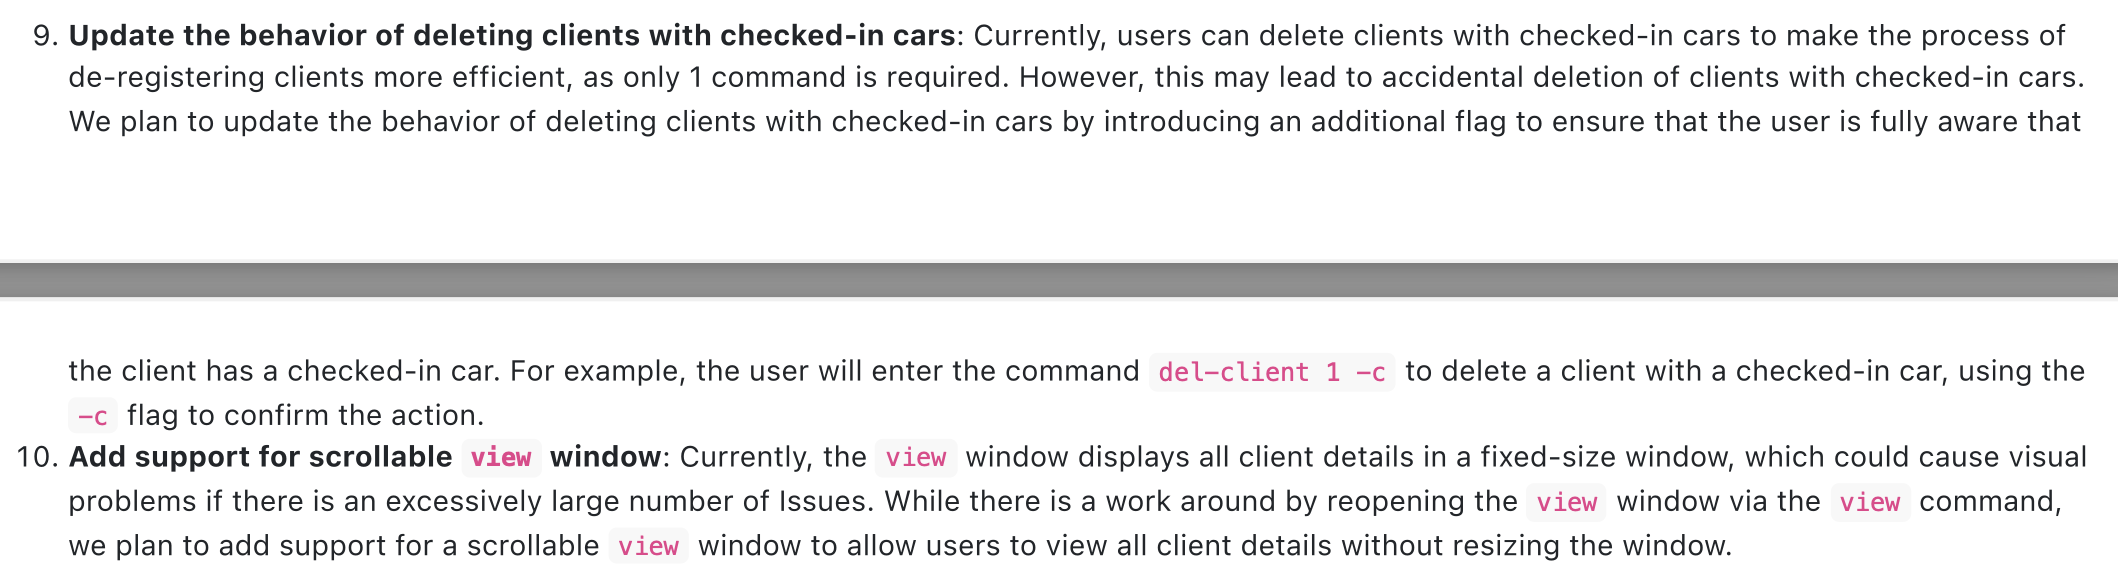 9. Update the behavior of deleting clients with checked-in cars: Currently, users can delete clients with checked-in cars to make the process of
de-registering clients more efficient, as only 1 command is required. However, this may lead to accidental deletion of clients with checked-in cars.
We plan to update the behavior of deleting clients with checked-in cars by introducing an additional flag to ensure that the user is fully aware that
the client has a checked-in car. For example, the user will enter the command del-client 1 -c to delete a client with a checked-in car, using the
-c flag to confirm the action.
10. Add support for scrollable view window: Currently, the view window displays all client details in a fixed-size window, which could cause visual
problems if there is an excessively large number of Issues. While there is a work around by reopening the view window via the view command,
we plan to add support for a scrollable view window to allow users to view all client details without resizing the window.